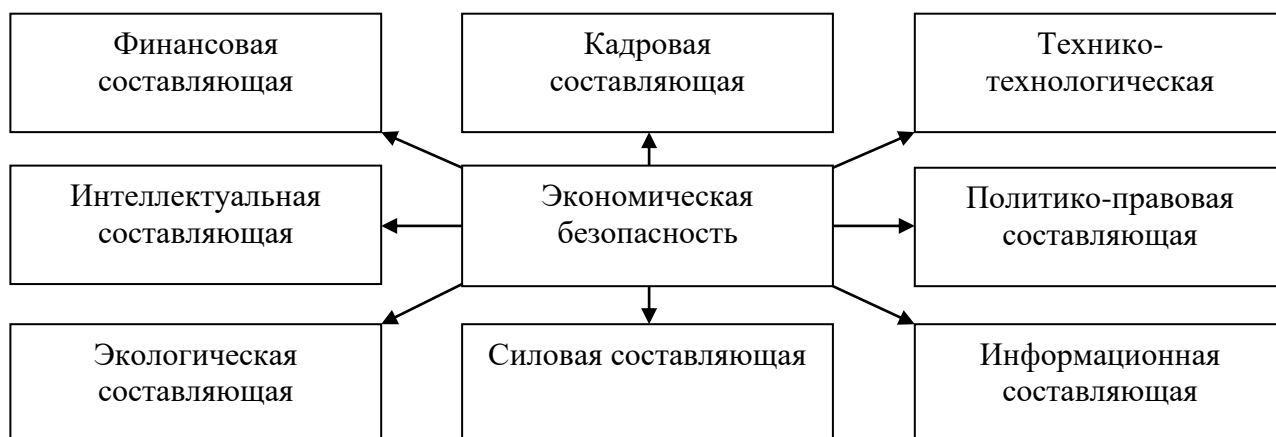 Финансовая
составляющая
Кадровая
составляющая
Технико-
технологическая
Интеллектуальная
составляющая
Экономическая
безопасность
Политико-правовая
составляющая
Экологическая
составляющая
Силовая составляющая
Информационная
составляющая